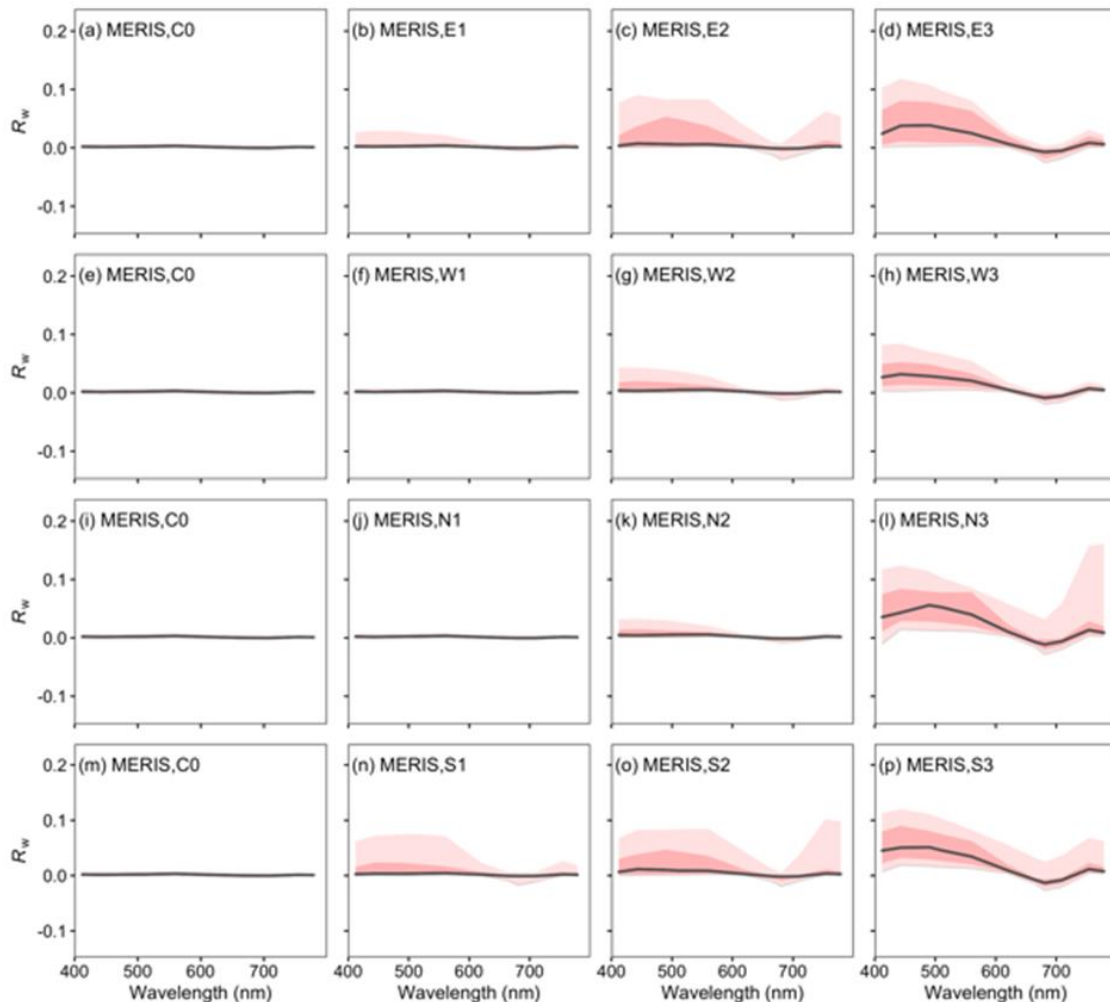 (a) MERIS,C0
(b) MERIS,E1
(c) MERIS,E2
(d) MERIS,E3
0.2
0.1
0.0
-0.1
Rw
(e) MERIS,C0
(f) MERIS,W1
(g) MERIS,W2
(h) MERIS,W3
0.2
0.1
0.0
-0.1
Rw
(i) MERIS,C0
(j) MERIS,N1
(k) MERIS,N2
(l) MERIS,N3
0.2
0.1
0.0
-0.1
Rw
(m) MERIS,C0
(n) MERIS,S1
(o) MERIS,S2
(p) MERIS,S3
0.2
0.1
0.0
-0.1
Rw
400 500 600 700
400 500 600 700
400 500 600 700
400 500 600 700
Wavelength (nm)
Wavelength (nm)
Wavelength (nm)
Wavelength (nm)